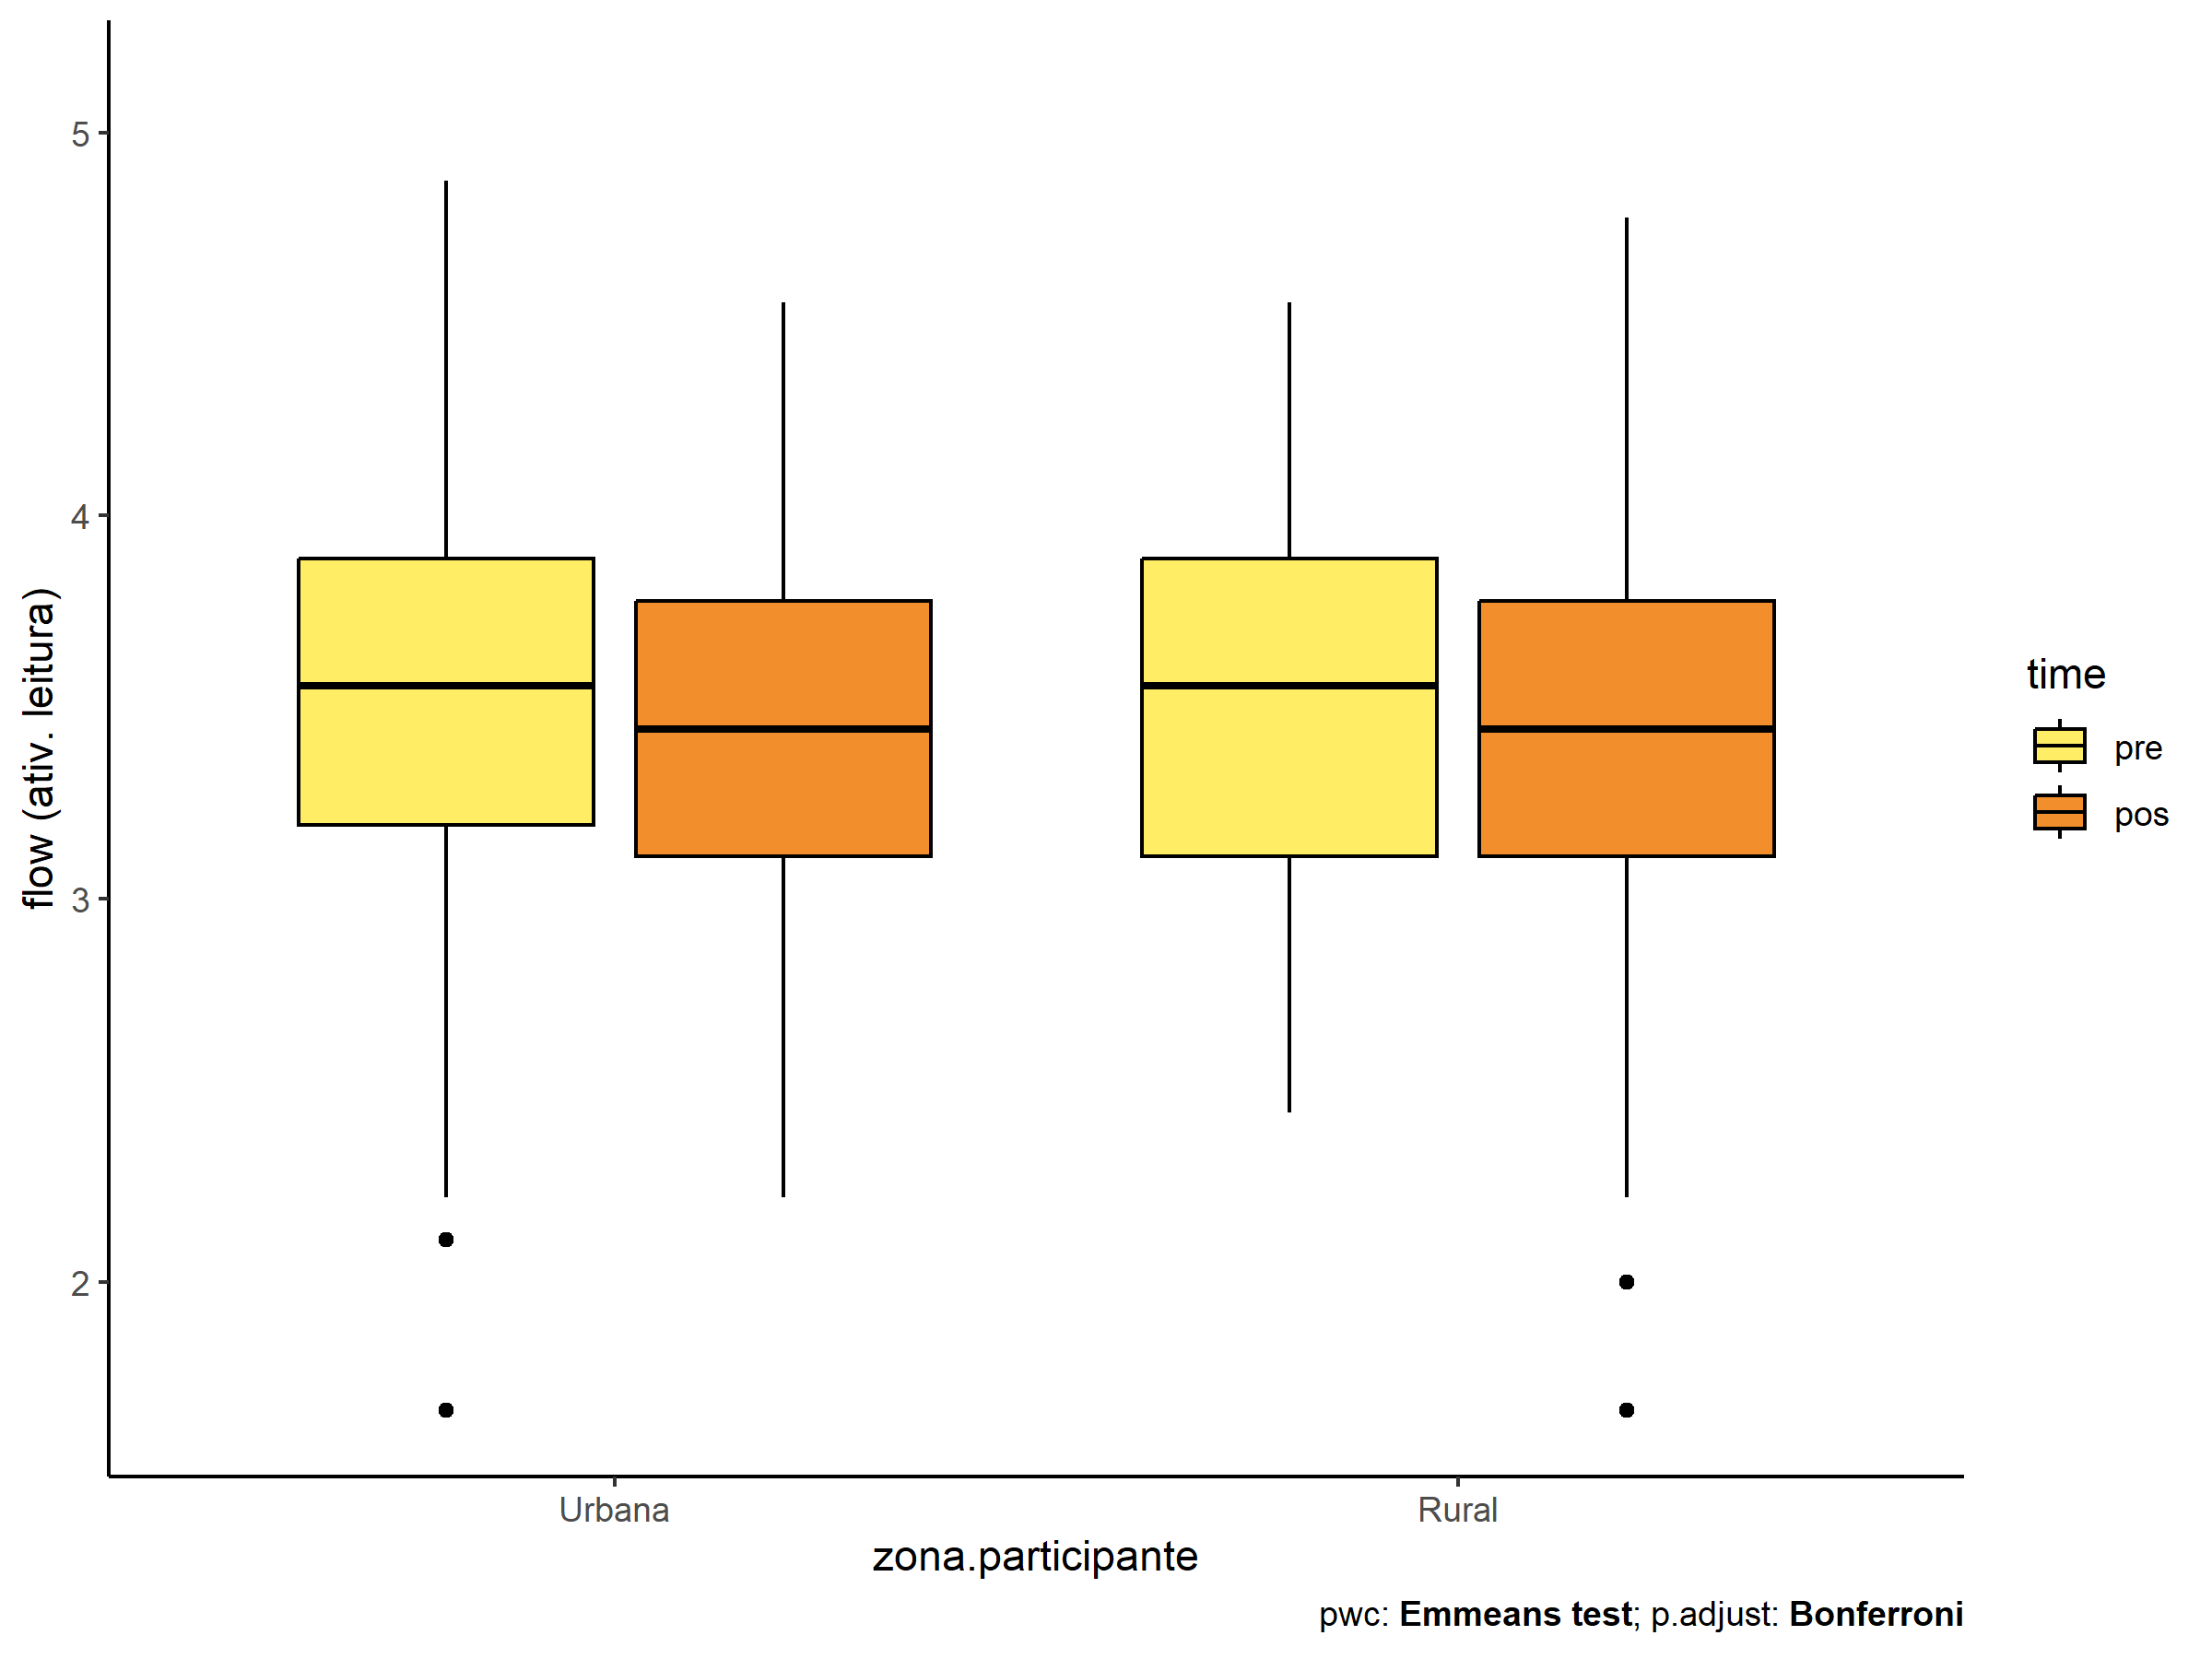 flow (ativ. leitura)
5
4
3
2
Urbana
Rural
zona.participante
time
pre
pos
pwc: Emmeans test; p.adjust: Bonferroni